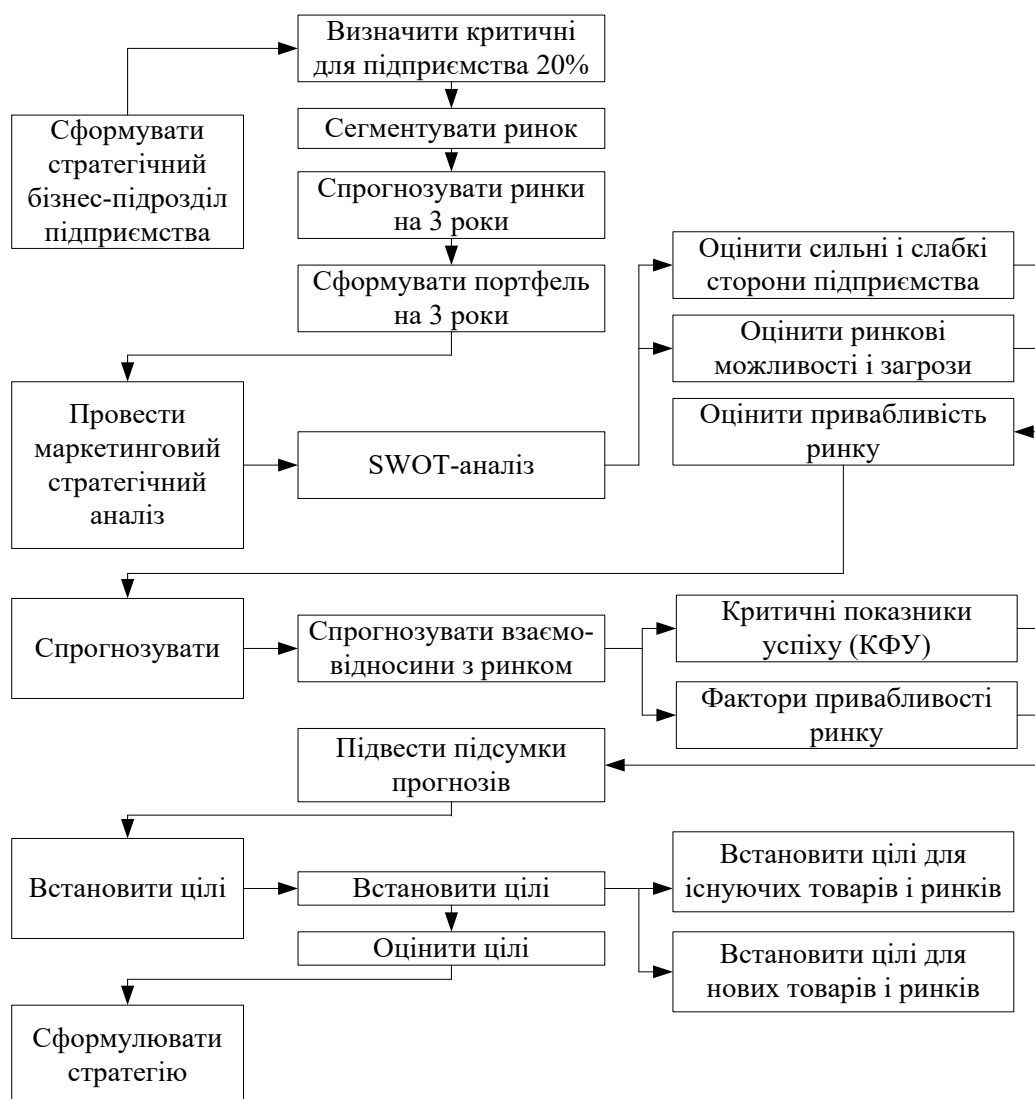 Визначити критичні
для підприємства 20%
Сформувати
стратегічний
бізнес-підрозділ
підприємства
Сегментувати ринок
Спрогнозувати ринки
на 3 роки
Сформувати портфель
на 3 роки
Оцінити сильні і слабкі
сторони підприємства
Оцінити ринкові
можливості і загрози
Провести
маркетинговий
стратегічний
аналіз
SWOT-аналіз
Оцінити привабливість
ринку
Спрогнозувати
Спрогнозувати взаємо-
відносини з ринком
Критичні показники
успіху (КФУ)
Фактори привабливості
ринку
Підвести підсумки
прогнозів
Встановити цілі
Встановити цілі
Встановити цілі для
існуючих товарів і ринків
Оцінити цілі
Встановити цілі для
нових товарів і ринків
Сформулювати
стратегію